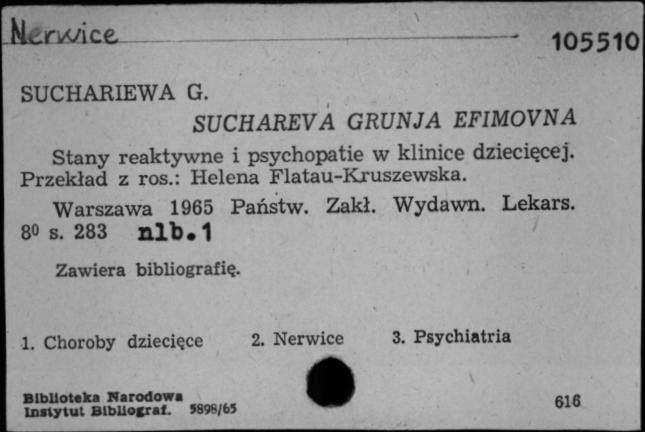 Nerwice
105510
SUCHARIEWA G.
SUCHAREVA GRUNJA EFIMOVNA
Stany reaktywne i psychopatie w klinice dziecięcej.
Przekład z ros.: Helena Flatau-Kruszewska.
Warszawa 1965 Państw. Zakł. Wydawn. Lekars.
8⁰ s. 283 nlb.1
Zawiera bibliografię.
1. Choroby dziecięce 2. Nerwice 3. Psychiatria
Biblioteka Narodowa
Instytut Bibliograf. 5898/65
616